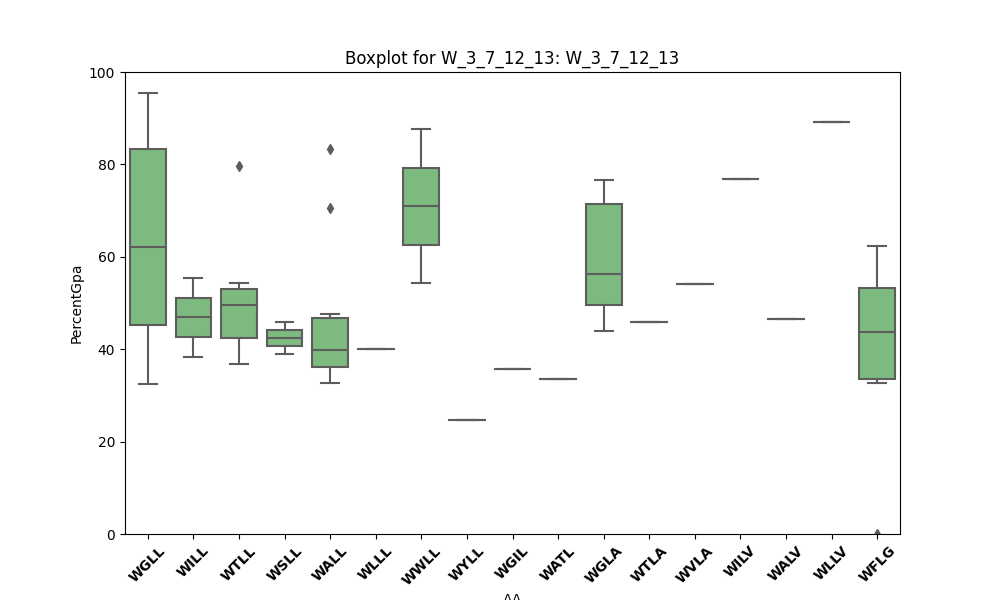 Boxplot for W_3_7_12_13: W_3_7_12_13
PercentGpa
100
80
60
40
20
0
WGLL
WILL
WTLL
WSLL
WALL
WLLL
WWLL
WYLL
WGIL
WATL
WGLA
WTLA
WVLA
WILV
WALV
WLLV
WFLG
AA